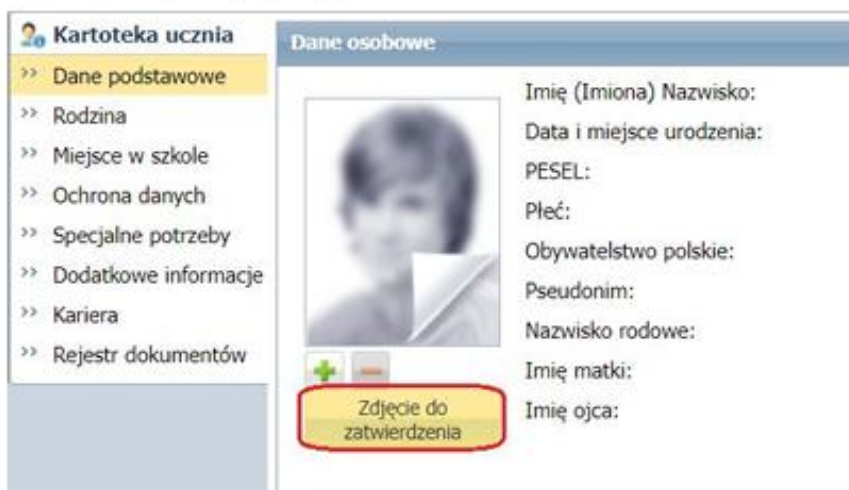 Kartoteka ucznia
>> Dane podstawowe
>> Rodzina
>> Miejsce w szkole
>> Ochrona danych
>> Specjalne potrzeby
>> Dodatkowe informacje
>> Kariera
>> Rejestr dokumentów
Dane osobowe
Imię (Imiona) Nazwisko:
Data i miejsce urodzenia:
PESEL:
Płeć:
Obywatelstwo polskie:
Pseudonim:
Nazwisko rodowe:
Imię matki:
Imię ojca:
Zdjęcie do
zatwierdzenia